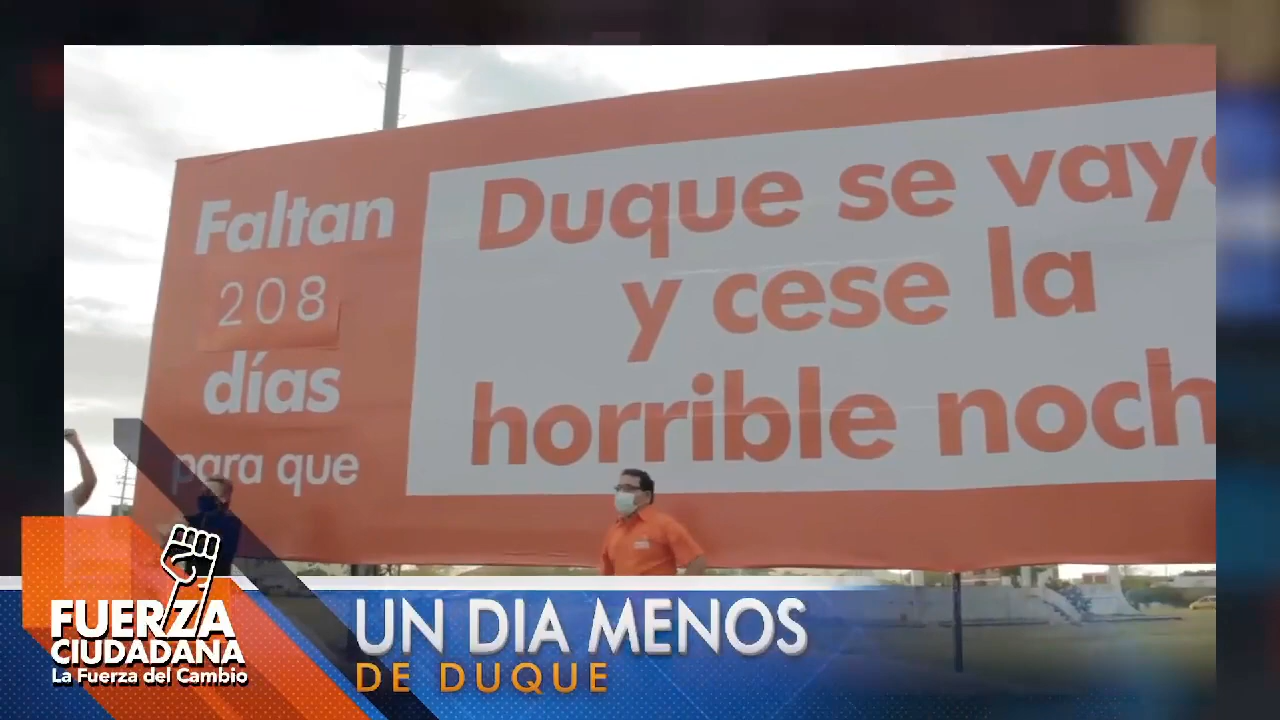 Faltan
208
días
para que
Duque se vaya
y cese la
horrible noch
FUERZA
CIUDADANA
La Fuerza del Cambio
UN DIA MENOS
DE DUQUE